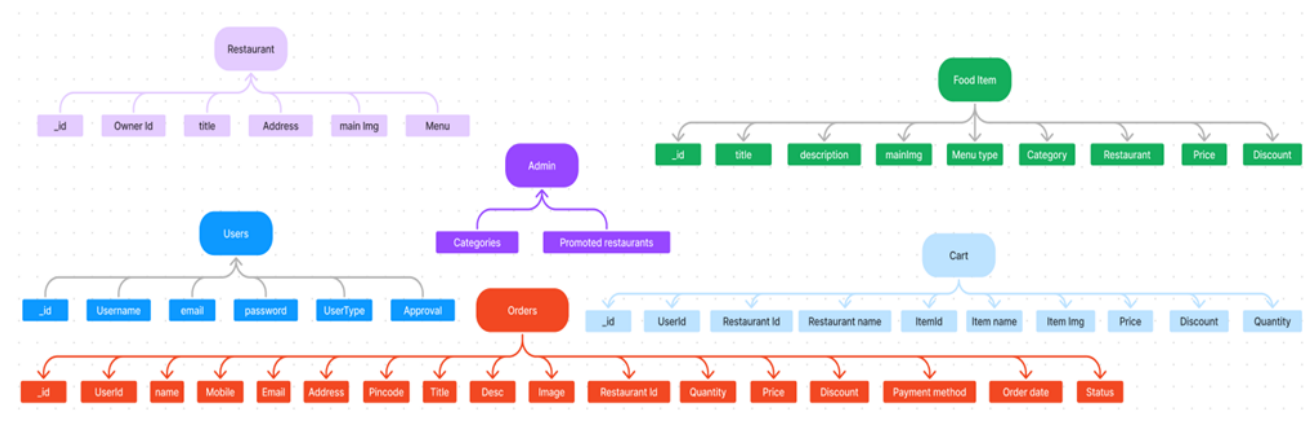 Restaurant
_id
Owner Id
title
Address
main Img
Menu
Food Item
_id
title
description
mainImg
Menu type
Category
Restaurant
Price
Discount
Admin
Categories
Promoted restaurants
Users
_id
Username
email
password
UserType
Approval
Cart
_id
UserId
Restaurant Id
Restaurant name
ItemId
Item name
Item Img
Price
Discount
Quantity
Orders
_id
UserId
name
Mobile
Email
Address
Pincode
Title
Desc
Image
Restaurant Id
Quantity
Price
Discount
Payment method
Order date
Status